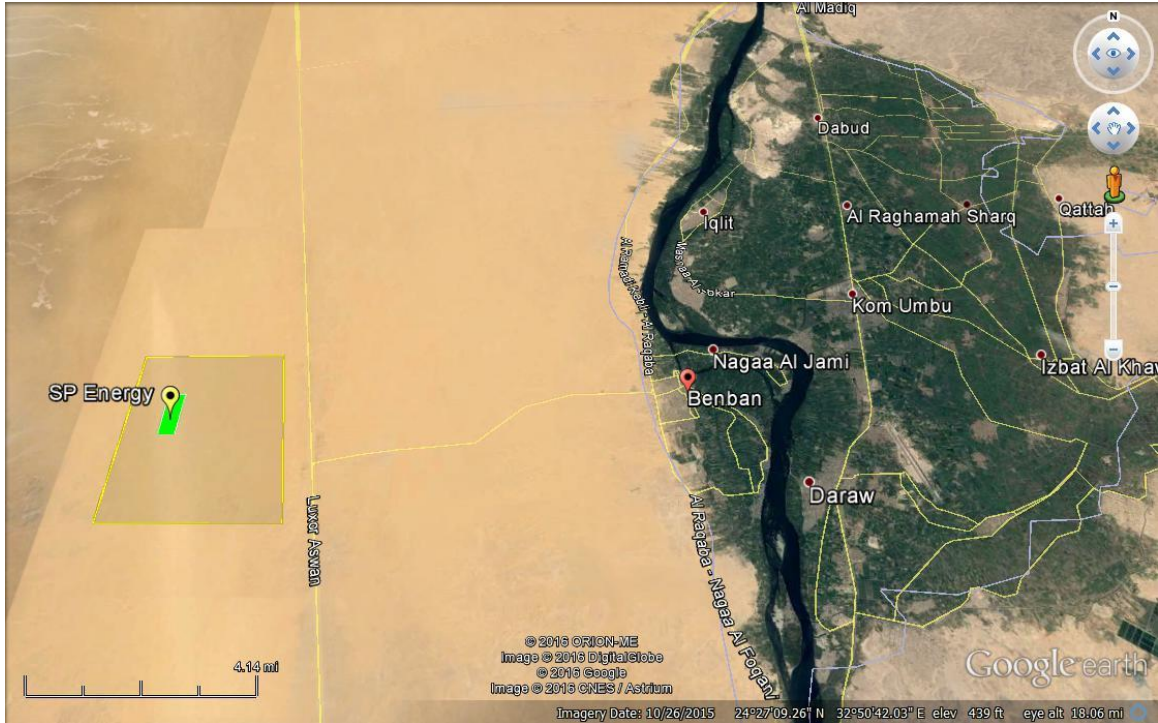 Al Madiq
N
Dabud
Iqlit
Al Raghamah Sharq
Qattah
Kom Umbu
Nagaa Al Jami
Izbat Al Khaw
SP Energy
Benban
Daraw
Luxor Aswan
Al Raqaba - Nagaa Al Foqani
4.14 mi
© 2016 ORION-ME
Image © 2016 DigitalGlobe
© 2016 Google
Image © 2016 CNES / Astrium
Google earth
Imagery Date: 10/26/2015 24°27'09.26" N 32°50'42.03" E elev 439 ft eye alt 18.06 mi